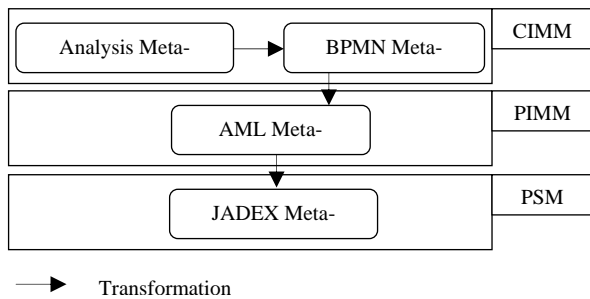 Analysis Meta-
BPMN Meta-
CIMM
AML Meta-
PIMM
JADEX Meta-
PSM
Transformation